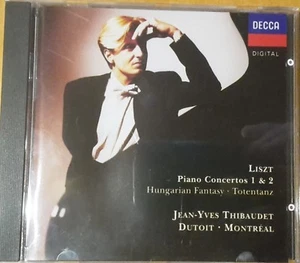 DECCA
DIGITAL
LISZT
Piano Concertos 1 & 2
Hungarian Fantasy · Totentanz
JEAN-YVES THIBAUDET
DUTOIT · MONTRÉAL